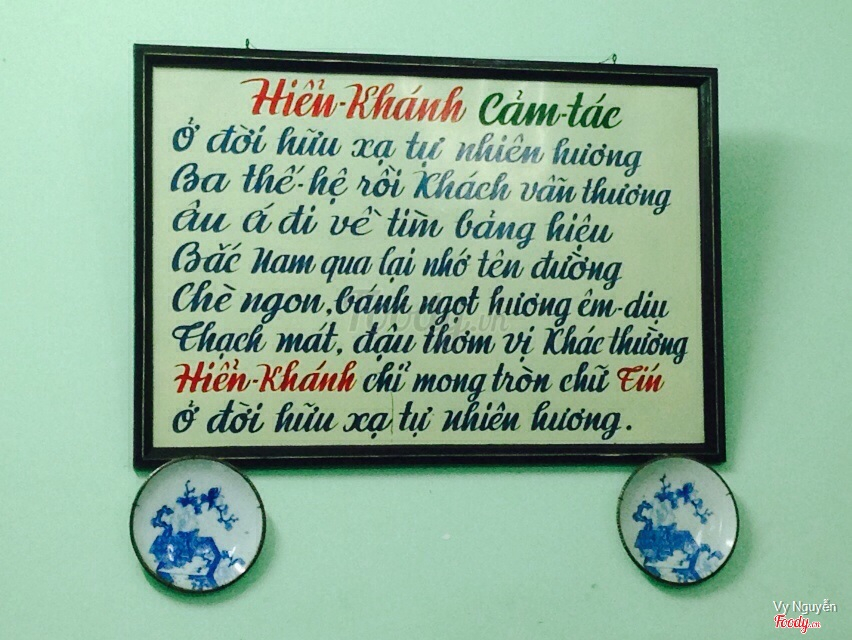 Hiển-Khánh Cảm-tác
Ở đời hữu xạ tự nhiên hương
Ba thế-hệ rồi Khách vẫn thương
Âu á đi về tìm bảng hiệu
Bắc Nam qua lại nhớ tên đường
Chè ngon, bánh ngọt hương êm-dịu
Thạch mát, đậu thơm vị Khác thường
Hiển-Khánh chỉ mong tròn chữ Tín
Ở đời hữu xạ tự nhiên hương.
Foody.vn
Vy Nguyễn
Foody.vn